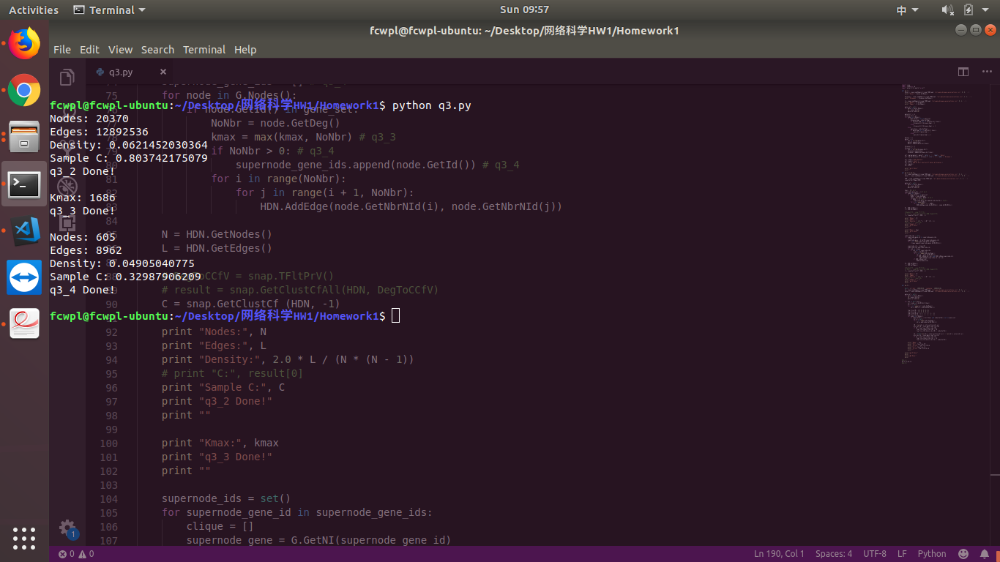 Activities Terminal Sun 09:57 中
fcwpl@fcwpl-ubuntu: ~/Desktop/网络科学HW1/Homework1
File Edit View Search Terminal Help
q3.py
75 for node in G.Nodes():
fcwpl@fcwpl-ubuntu:~/Desktop/网络科学HW1/Homework1$ python q3.py
if node.GetId() in gene_set:
Nodes: 20370
NoNbr = node.GetDeg()
Edges: 12892536
kmax = max(kmax, NoNbr) # q3_3
Density: 0.0621452030364
if NoNbr > 0: # q3_4
Sample C: 0.803742175079
supernode_gene_ids.append(node.GetId()) # q3_4
q3_2 Done!
81 for i in range(NoNbr):
82 for j in range(i + 1, NoNbr):
Kmax: 1686
83 HDN.AddEdge(node.GetNbrNId(i), node.GetNbrNId(j))
q3_3 Done!
84
Nodes: 605
N = HDN.GetNodes()
Edges: 8962
L = HDN.GetEdges()
Density: 0.04905040775
Sample C: 0.32987906229
= snap.TFltPrV()
q3_4 Done!
# result = snap.GetClustCfAll(HDN, DegToCCfV)
90 C = snap.GetClustCf (HDN, -1)
fcwpl@fcwpl-ubuntu:~/Desktop/网络科学HW1/Homework1$
92 print "Nodes:", N
93 print "Edges:", L
94 print "Density:", 2.0 * L / (N * (N - 1))
95 # print "C:", result[0]
96 print "Sample C:", C
97 print "q3_2 Done!"
98 print ""
99
100 print "Kmax:", kmax
101 print "q3_3 Done!"
102 print ""
103
104 supernode_ids = set()
105 for supernode_gene_id in supernode_gene_ids:
106 clique = []
107 supernode_gene = G.GetNI(supernode_gene_id)
1
0 0 Ln 190, Col 1 Spaces: 4 UTF-8 LF Python